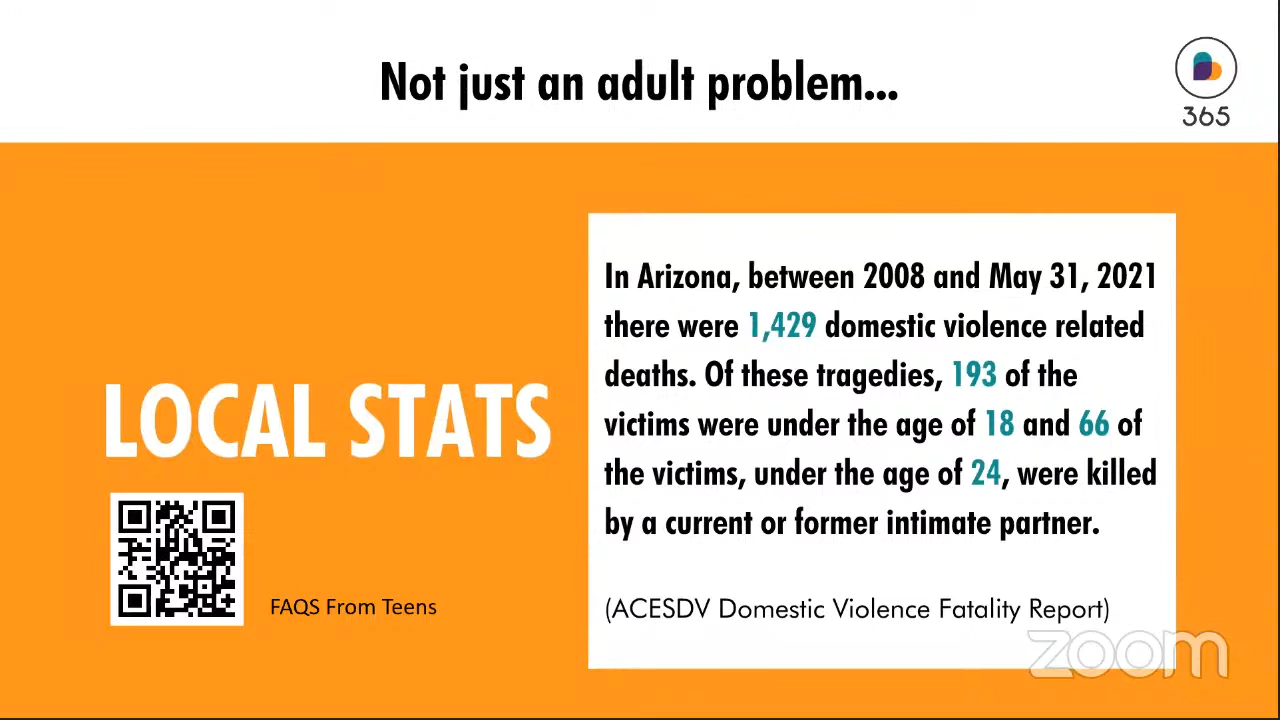 Not just an adult problem...
365
LOCAL STATS
FAQS From Teens
In Arizona, between 2008 and May 31, 2021
there were 1,429 domestic violence related
deaths. Of these tragedies, 193 of the
victims were under the age of 18 and 66 of
the victims, under the age of 24, were killed
by a current or former intimate partner.
(ACESDV Domestic Violence Fatality Report)
zoom